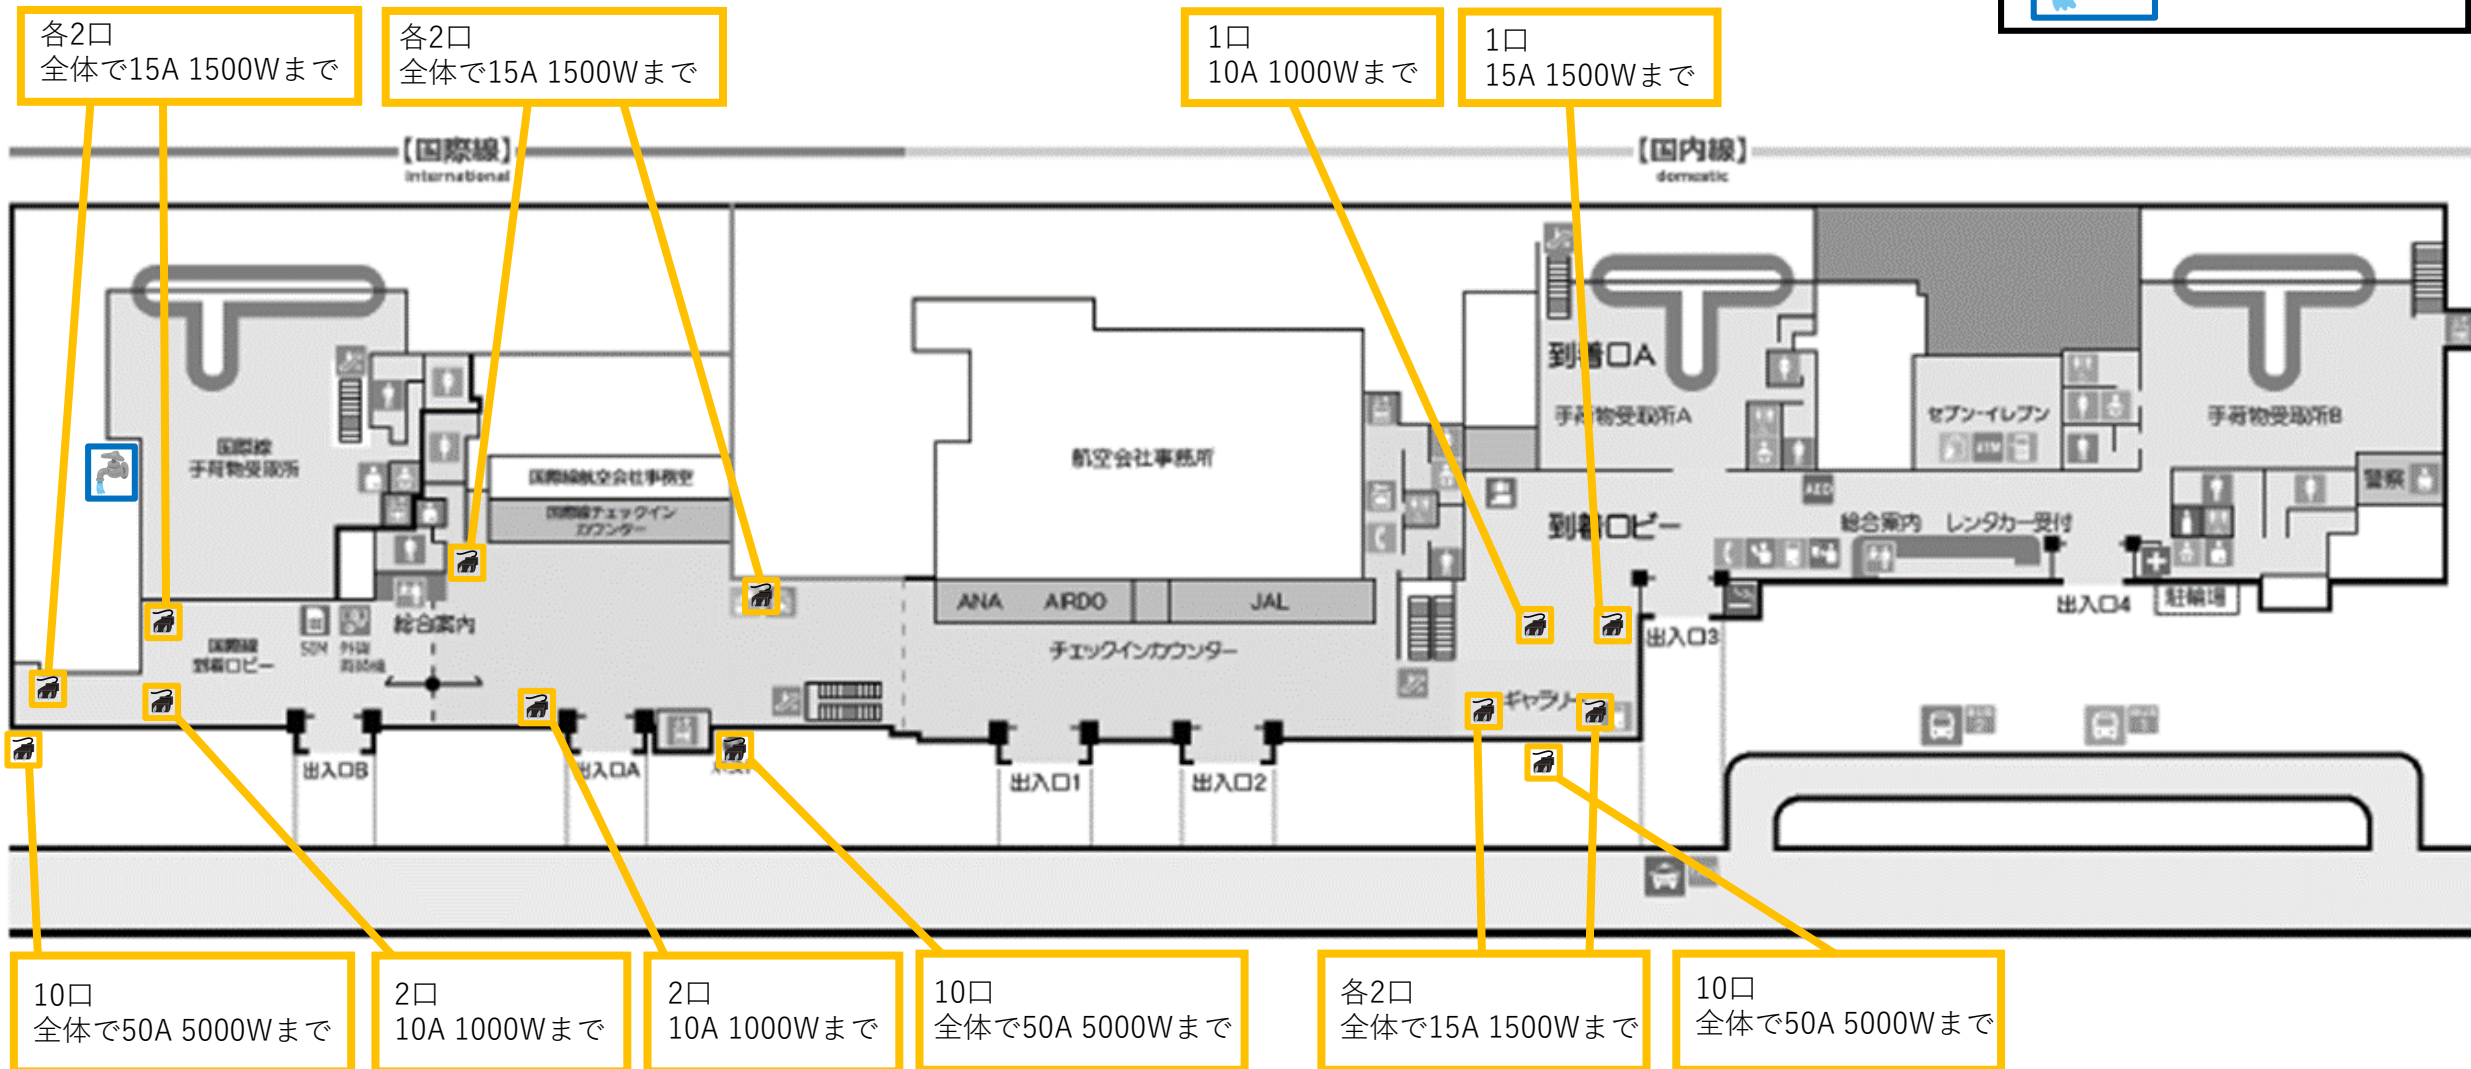 各2口
全体で15A 1500Wまで
各2口
全体で15A 1500Wまで
1口
10A 1000Wまで
1口
15A 1500Wまで
【国際線】
international
【国内線】
domestic
到着口A
手荷物受取所A
セブン-イレブン
ATM
手荷物受取所B
国際線
手荷物受取所
国際線航空会社事務室
国際線チェックイン
カウンター
航空会社事務所
警察
AED
到着ロビー
総合案内
レンタカー受付
ANA
AIRDO
JAL
出入口4
駐輪場
国際線
到着ロビー
SIM
外貨
両替機
総合案内
チェックインカウンター
出入口3
ギャラリー
出入口B
出入口A
出入口1
出入口2
10口
全体で50A 5000Wまで
2口
10A 1000Wまで
2口
10A 1000Wまで
10口
全体で50A 5000Wまで
各2口
全体で15A 1500Wまで
10口
全体で50A 5000Wまで